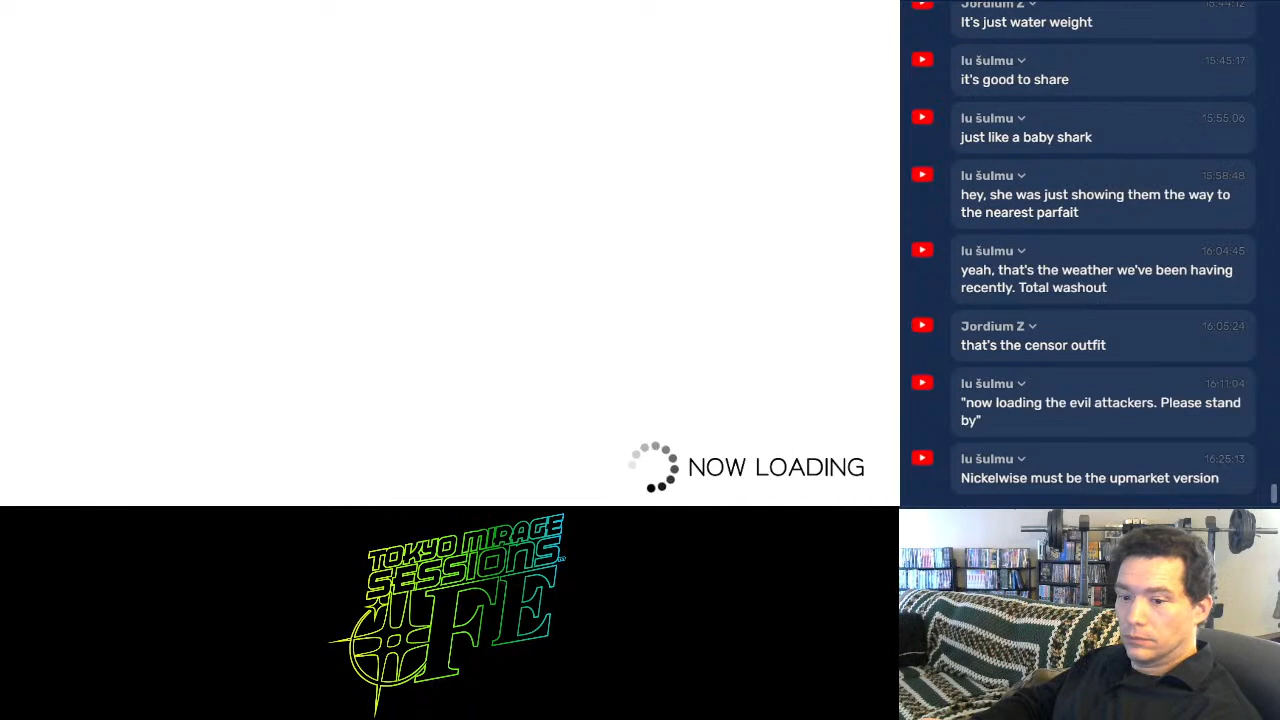 NOW LOADING
TOKYO MIRAGE
SESSIONS
#FE
Jordium Z
It's just water weight
lu šulmu
15:45:17
it's good to share
lu šulmu
15:55:06
just like a baby shark
lu šulmu
15:58:48
hey, she was just showing them the way to
the nearest parfait
lu šulmu
16:04:45
yeah, that's the weather we've been having
recently. Total washout
Jordium Z
16:05:24
that's the censor outfit
lu šulmu
16:11:04
"now loading the evil attackers. Please stand
by"
lu šulmu
16:25:13
Nickelwise must be the upmarket version